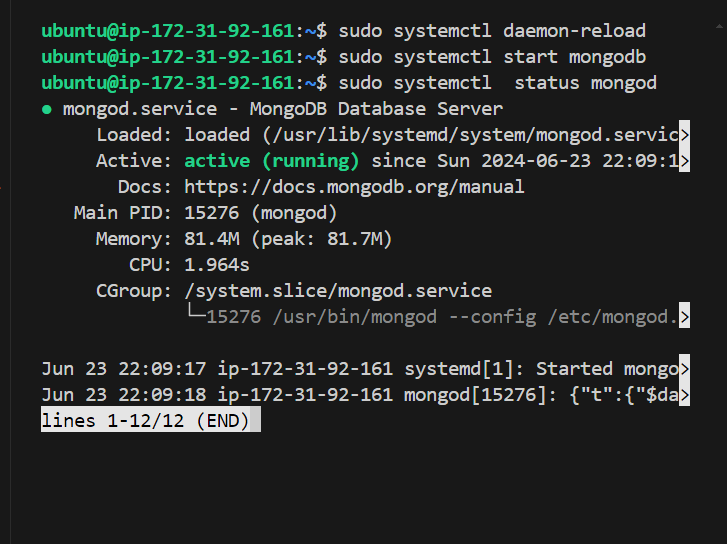 ubuntu@ip-172-31-92-161:~$ sudo systemctl daemon-reload
ubuntu@ip-172-31-92-161:~$ sudo systemctl start mongodb
ubuntu@ip-172-31-92-161:~$ sudo systemctl  status mongod
● mongod.service - MongoDB Database Server
     Loaded: loaded (/usr/lib/systemd/system/mongod.servic>
     Active: active (running) since Sun 2024-06-23 22:09:1>
       Docs: https://docs.mongodb.org/manual
   Main PID: 15276 (mongod)
     Memory: 81.4M (peak: 81.7M)
        CPU: 1.964s
     CGroup: /system.slice/mongod.service
             └─15276 /usr/bin/mongod --config /etc/mongod.>
Jun 23 22:09:17 ip-172-31-92-161 systemd[1]: Started mongo>
Jun 23 22:09:18 ip-172-31-92-161 mongod[15276]: {"t":{"$da>
lines 1-12/12 (END)